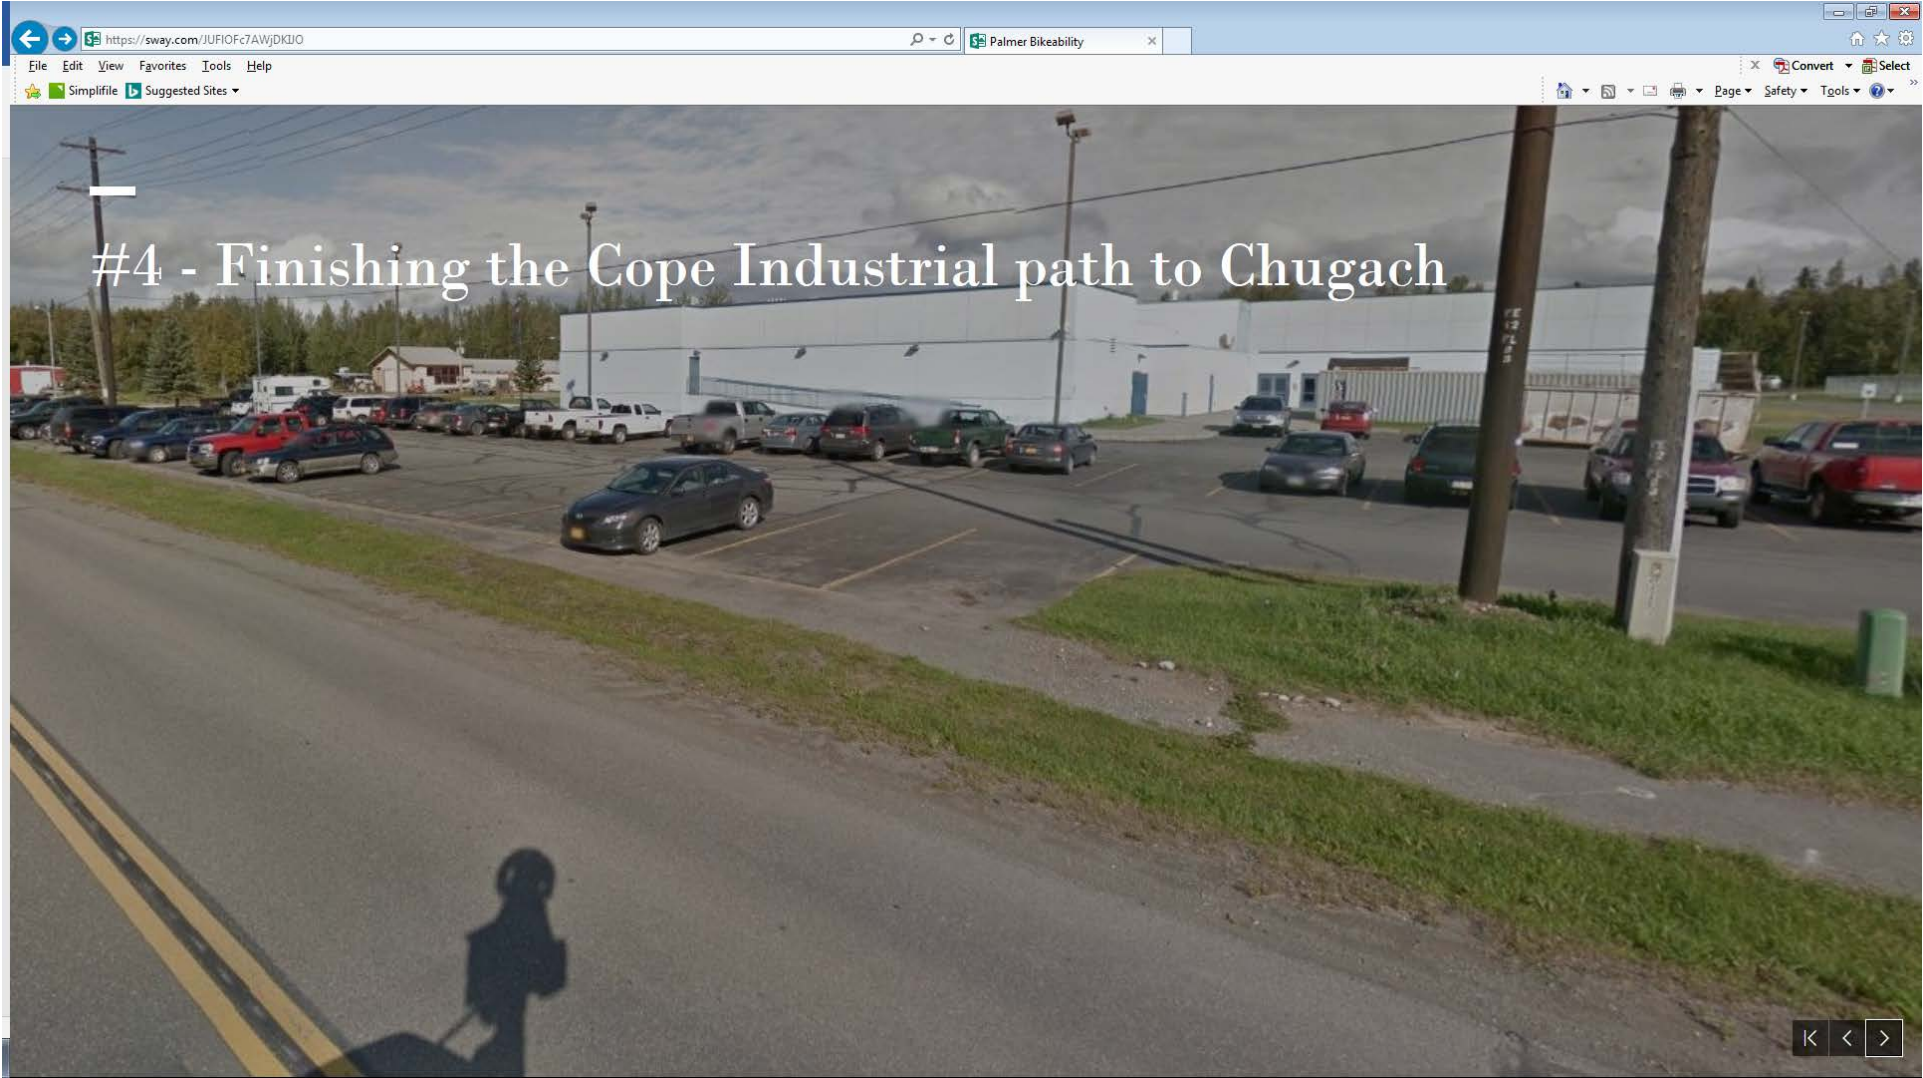 https://sway.com/JUFIOFc7AWjDKIJO
Palmer Bikeability
File Edit View Favorites Tools Help
Convert Select
Simplifile Suggested Sites
Page Safety Tools
#4 - Finishing the Cope Industrial path to Chugach